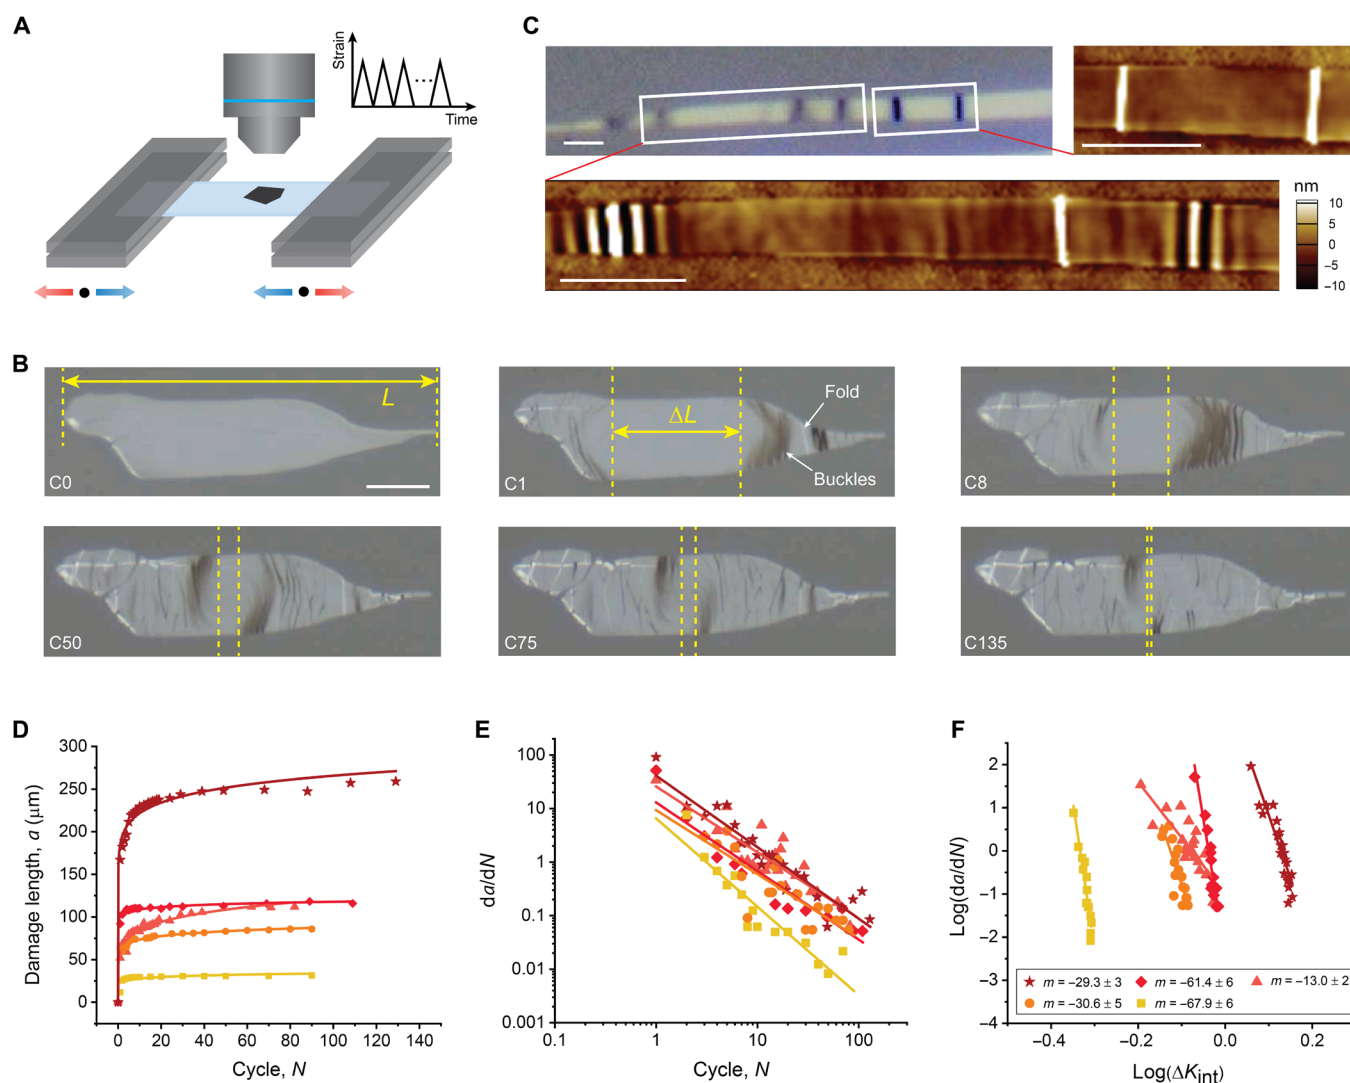 A
Strain
Time
C
nm
10
5
0
−5
−10
B
L
C0
ΔL
Fold
Buckles
C1
C8
C50
C75
C135
D
Damage length, a (μm)
300
250
200
150
100
50
0
0 20 40 60 80 100 120 140
Cycle, N
E
da/dN
100
10
1
0.1
0.01
0.001
0.1 1 10 100
Cycle, N
F
Log(da/dN)
2
1
0
−1
−2
−3
−4
m = −29.3 ± 3 m = −61.4 ± 6 m = −13.0 ± 2
m = −30.6 ± 5 m = −67.9 ± 6
−0.4 −0.2 0.0 0.2
Log(ΔKint)